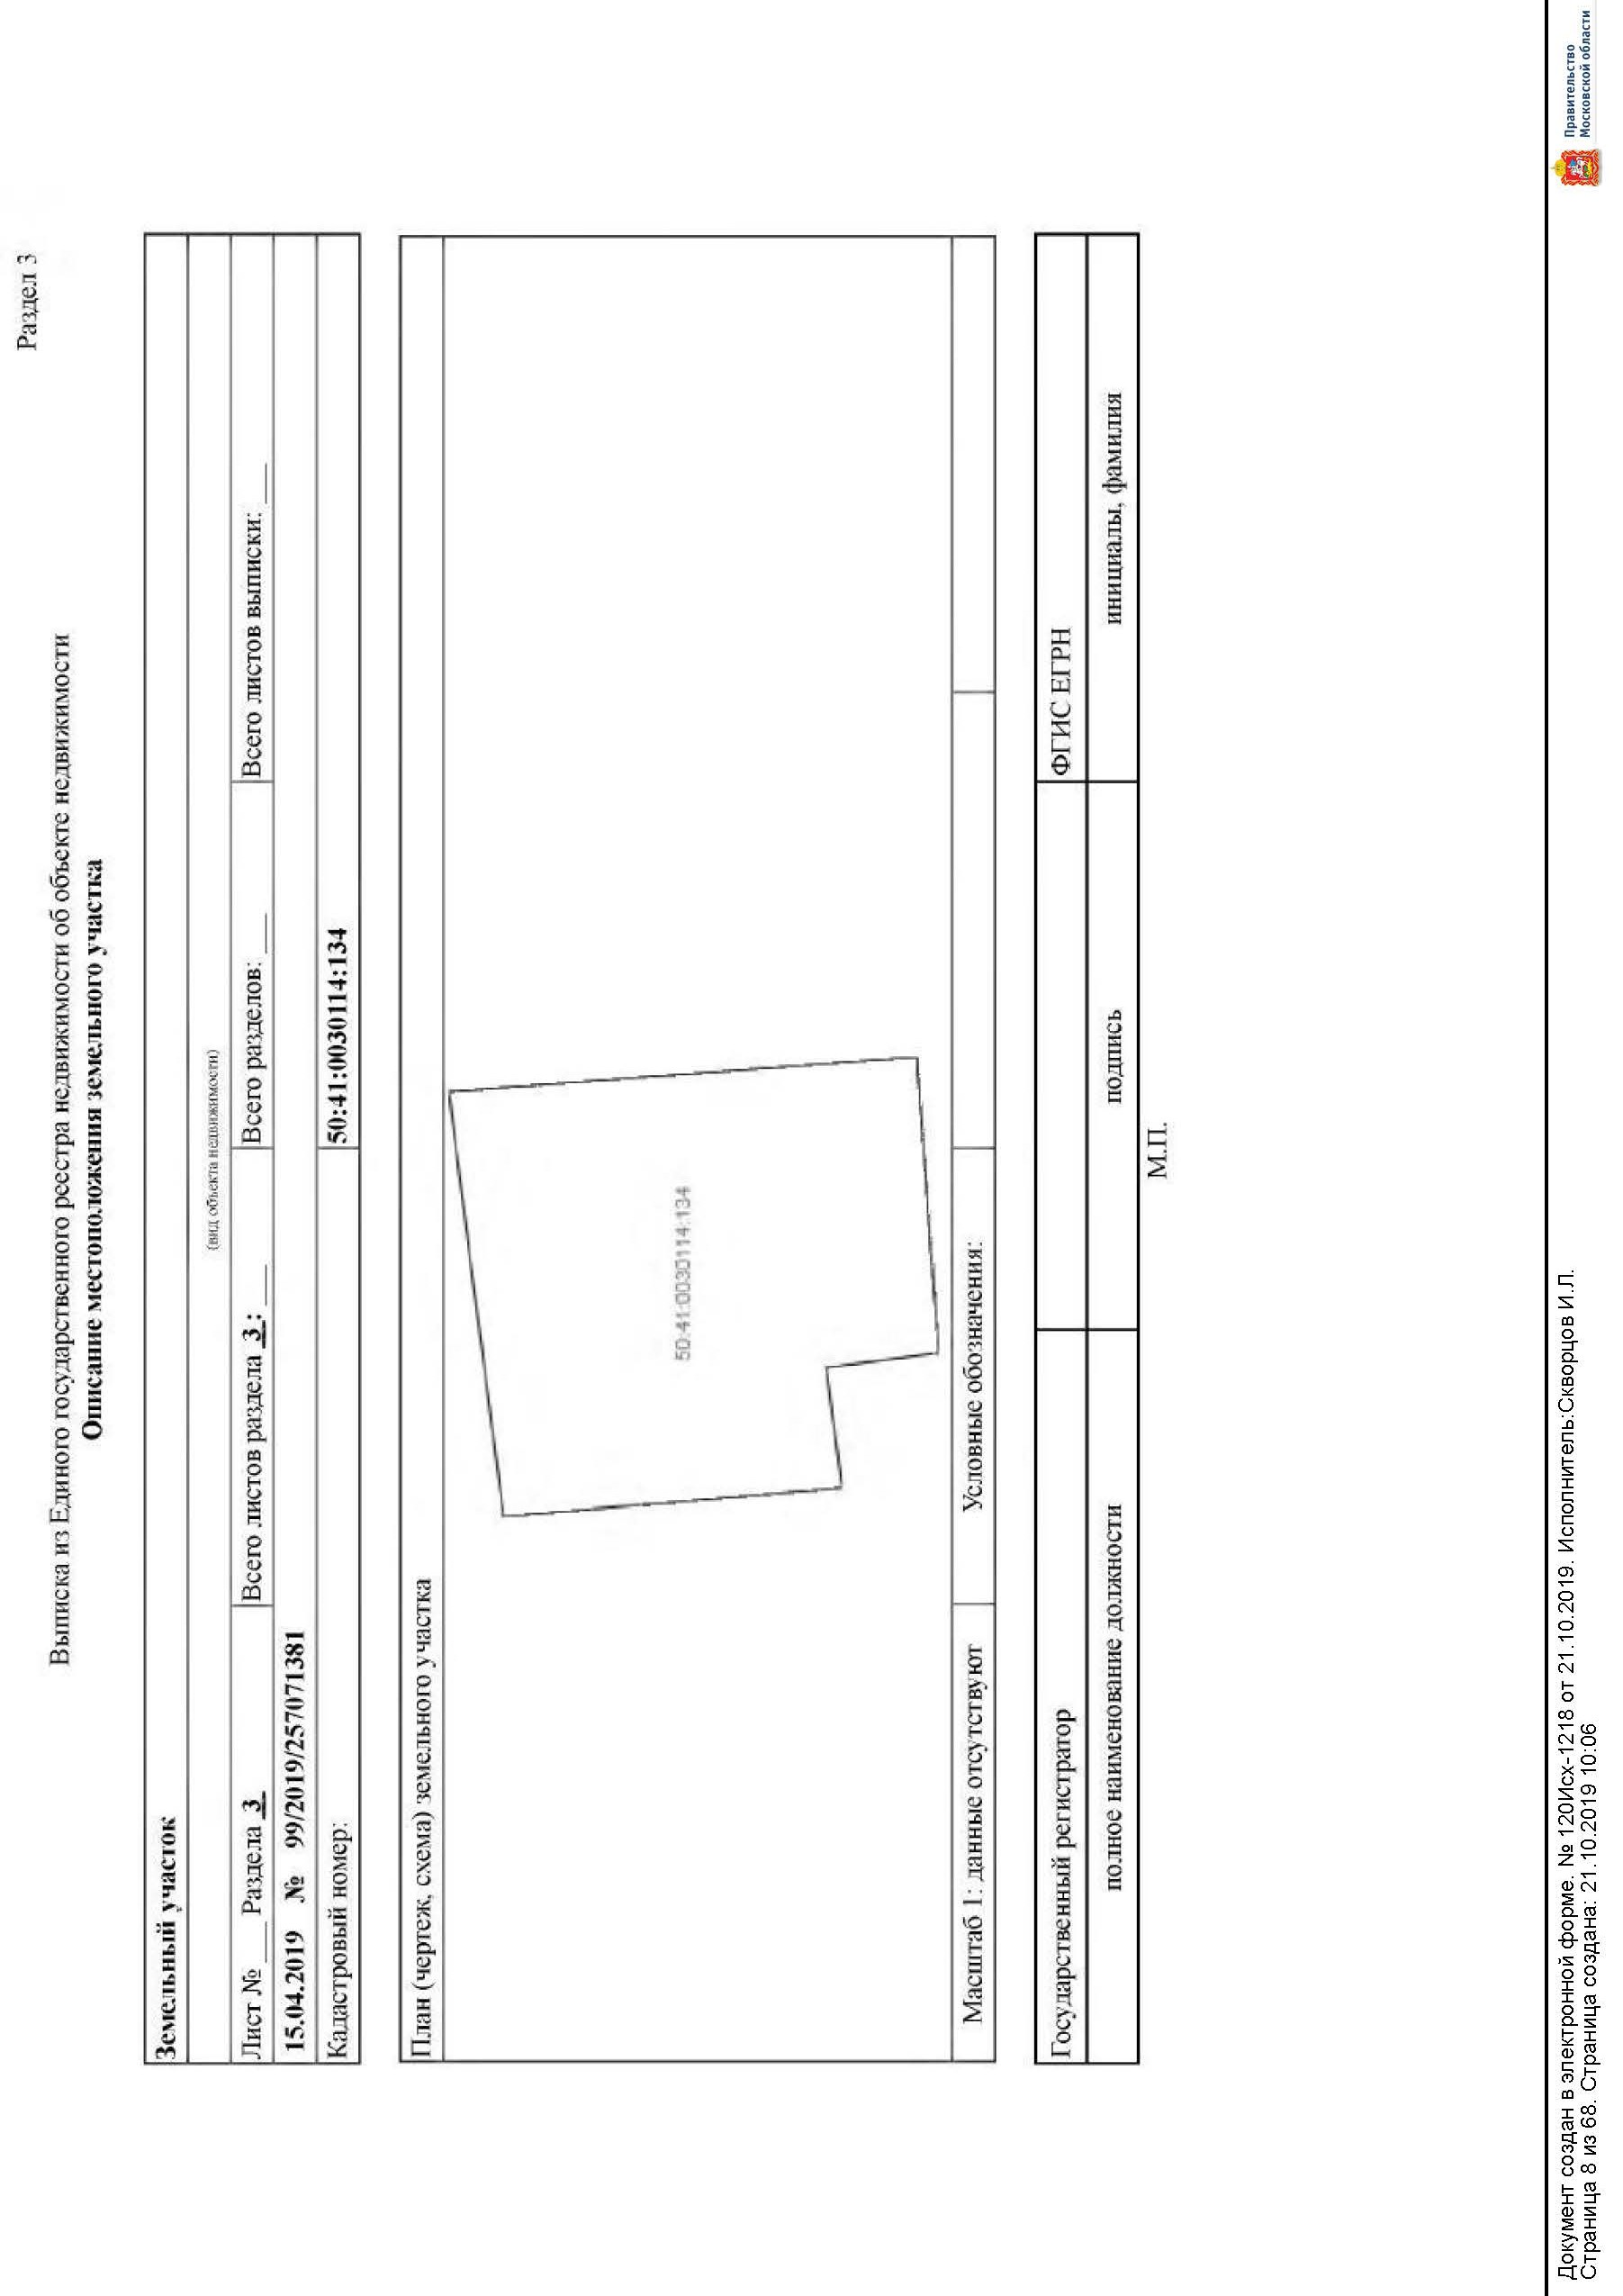 Раздел 3
Выписка из Единого государственного реестра недвижимости об объекте недвижимости
Описание местоположения земельного участка
Земельный участок
(вид объекта недвижимости)
Лист № ___ Раздела 3 Всего листов раздела 3 : ___ Всего разделов: ___ Всего листов выписки: ___
15.04.2019 № 99/2019/257071381
Кадастровый номер: 50:41:0030114:134
План (чертеж, схема) земельного участка
50:41:0030114:134
Масштаб 1: данные отсутствуют Условные обозначения:
Государственный регистратор ФГИС ЕГРН
полное наименование должности подпись инициалы, фамилия
М.П.
Документ создан в электронной форме. № 120Исх-1218 от 21.10.2019. Исполнитель:Скворцов И.Л.
Страница 8 из 68. Страница создана: 21.10.2019 10:06
Правительство
Московской области